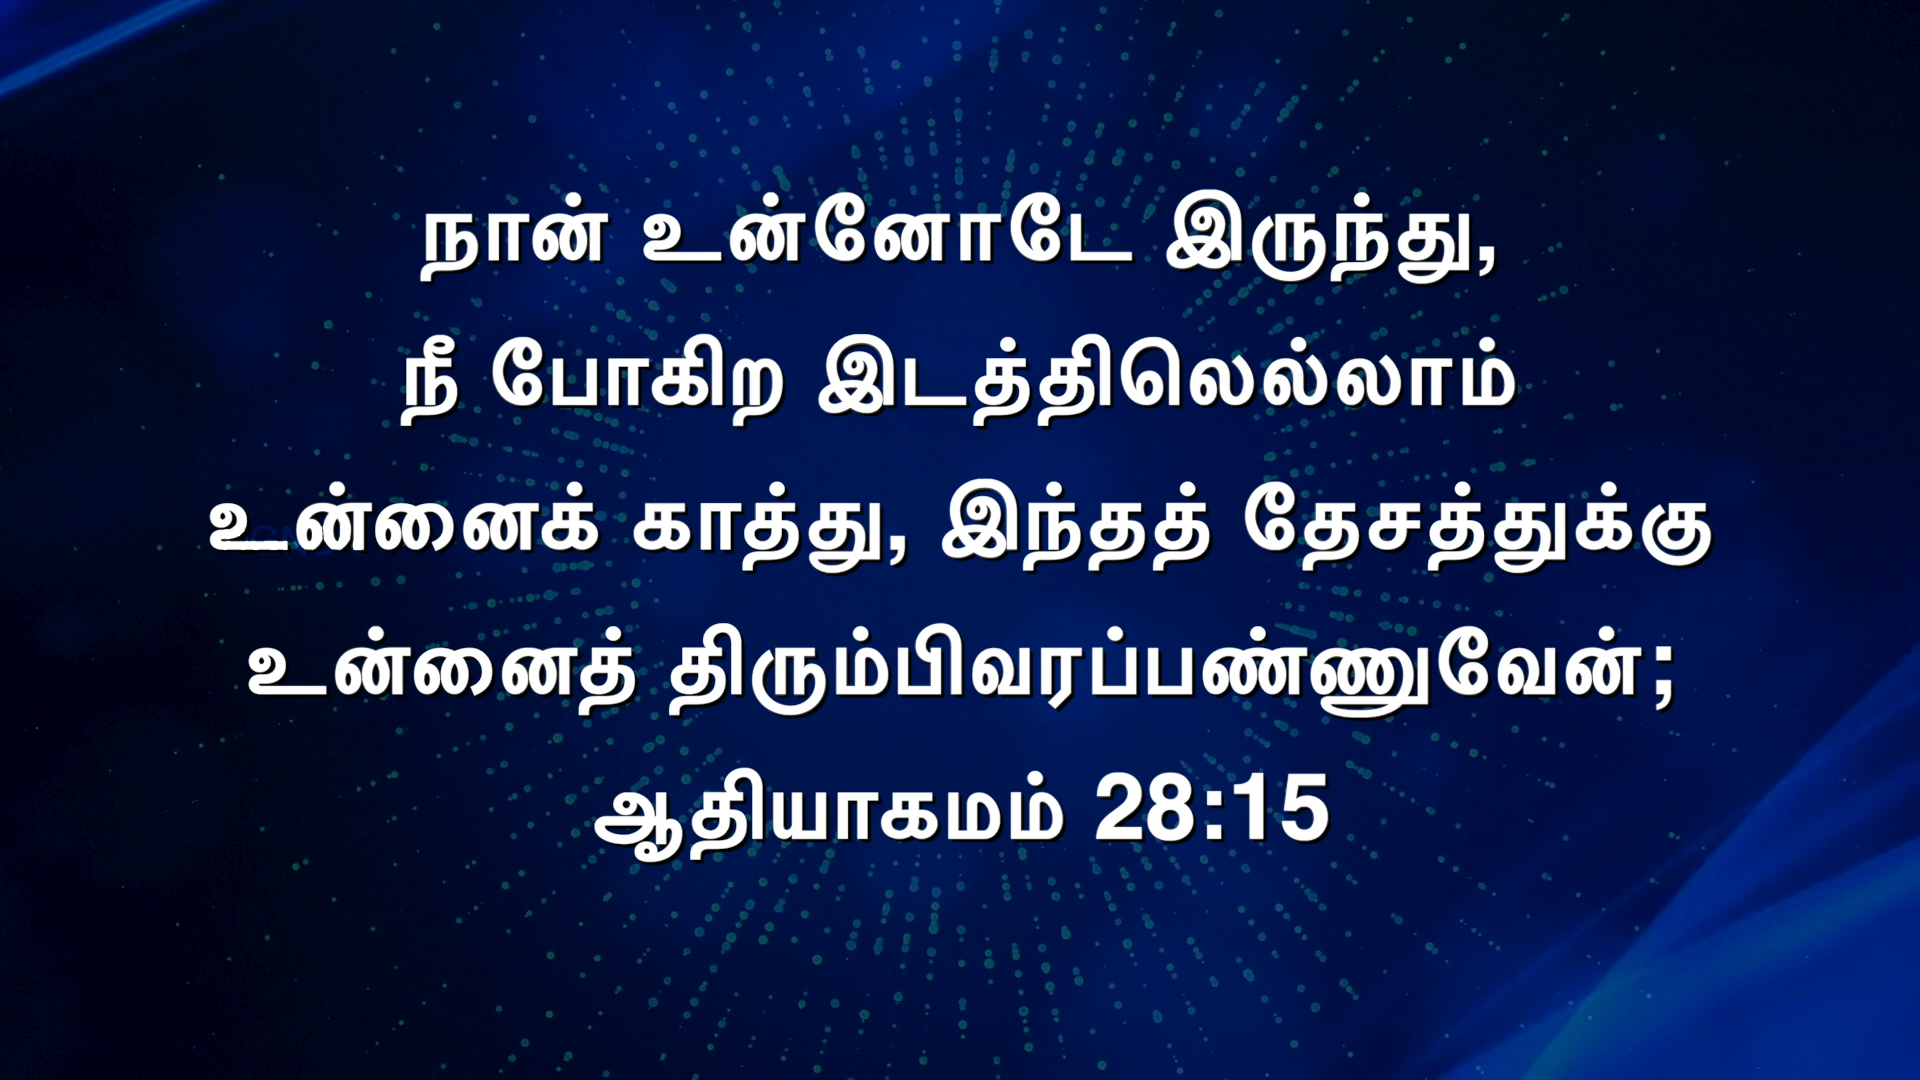 நான் உன்னோடே இருந்து,
நீ போகிற இடத்திலெல்லாம்
உன்னைக் காத்து, இந்தத் தேசத்துக்கு
உன்னைத் திரும்பிவரப்பண்ணுவேன்;
ஆதியாகமம் 28:15